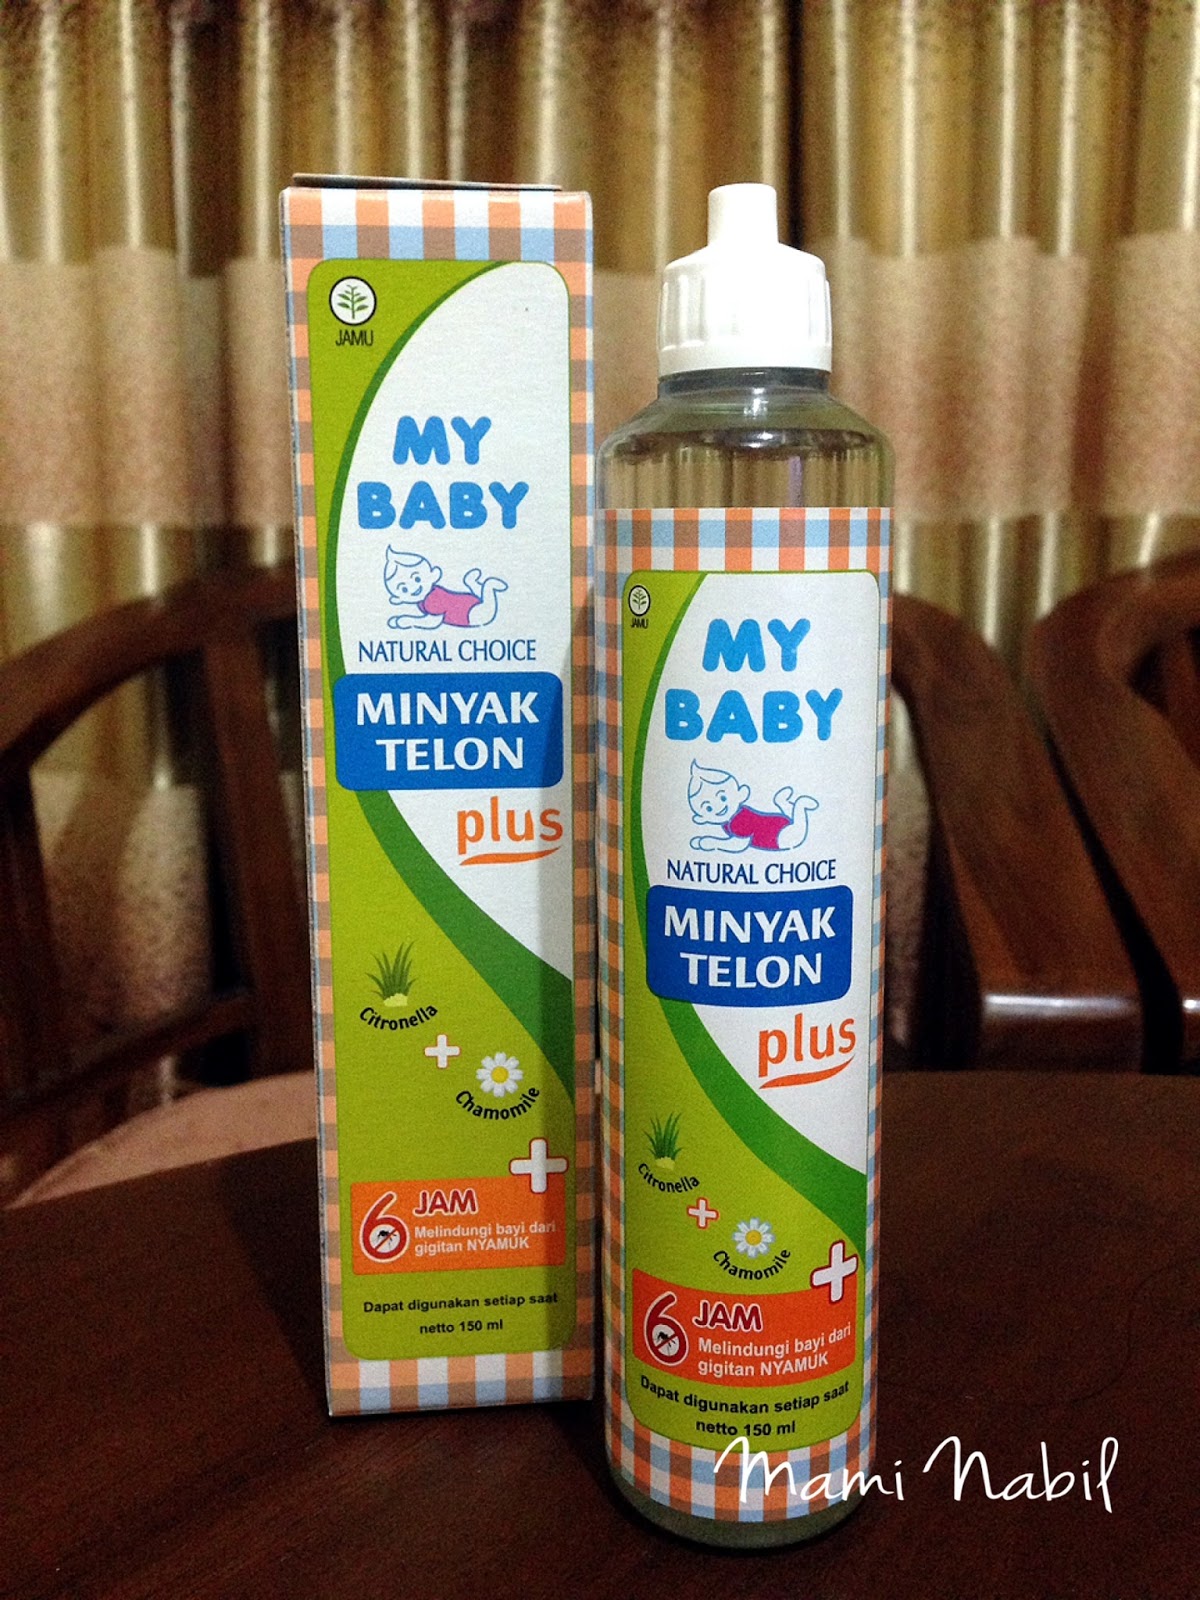 JAMU
MY
BABY
NATURAL CHOICE
MINYAK
TELON
plus
Citronella
+
Chamomile
+
6 JAM
Melindungi bayi dari
gigitan NYAMUK
Dapat digunakan setiap saat
netto 150 ml
JAMU
MY
BABY
NATURAL CHOICE
MINYAK
TELON
plus
Citronella
+
Chamomile
+
6 JAM
Melindungi bayi dari
gigitan NYAMUK
Dapat digunakan setiap saat
netto 150 ml
Mami Nabil